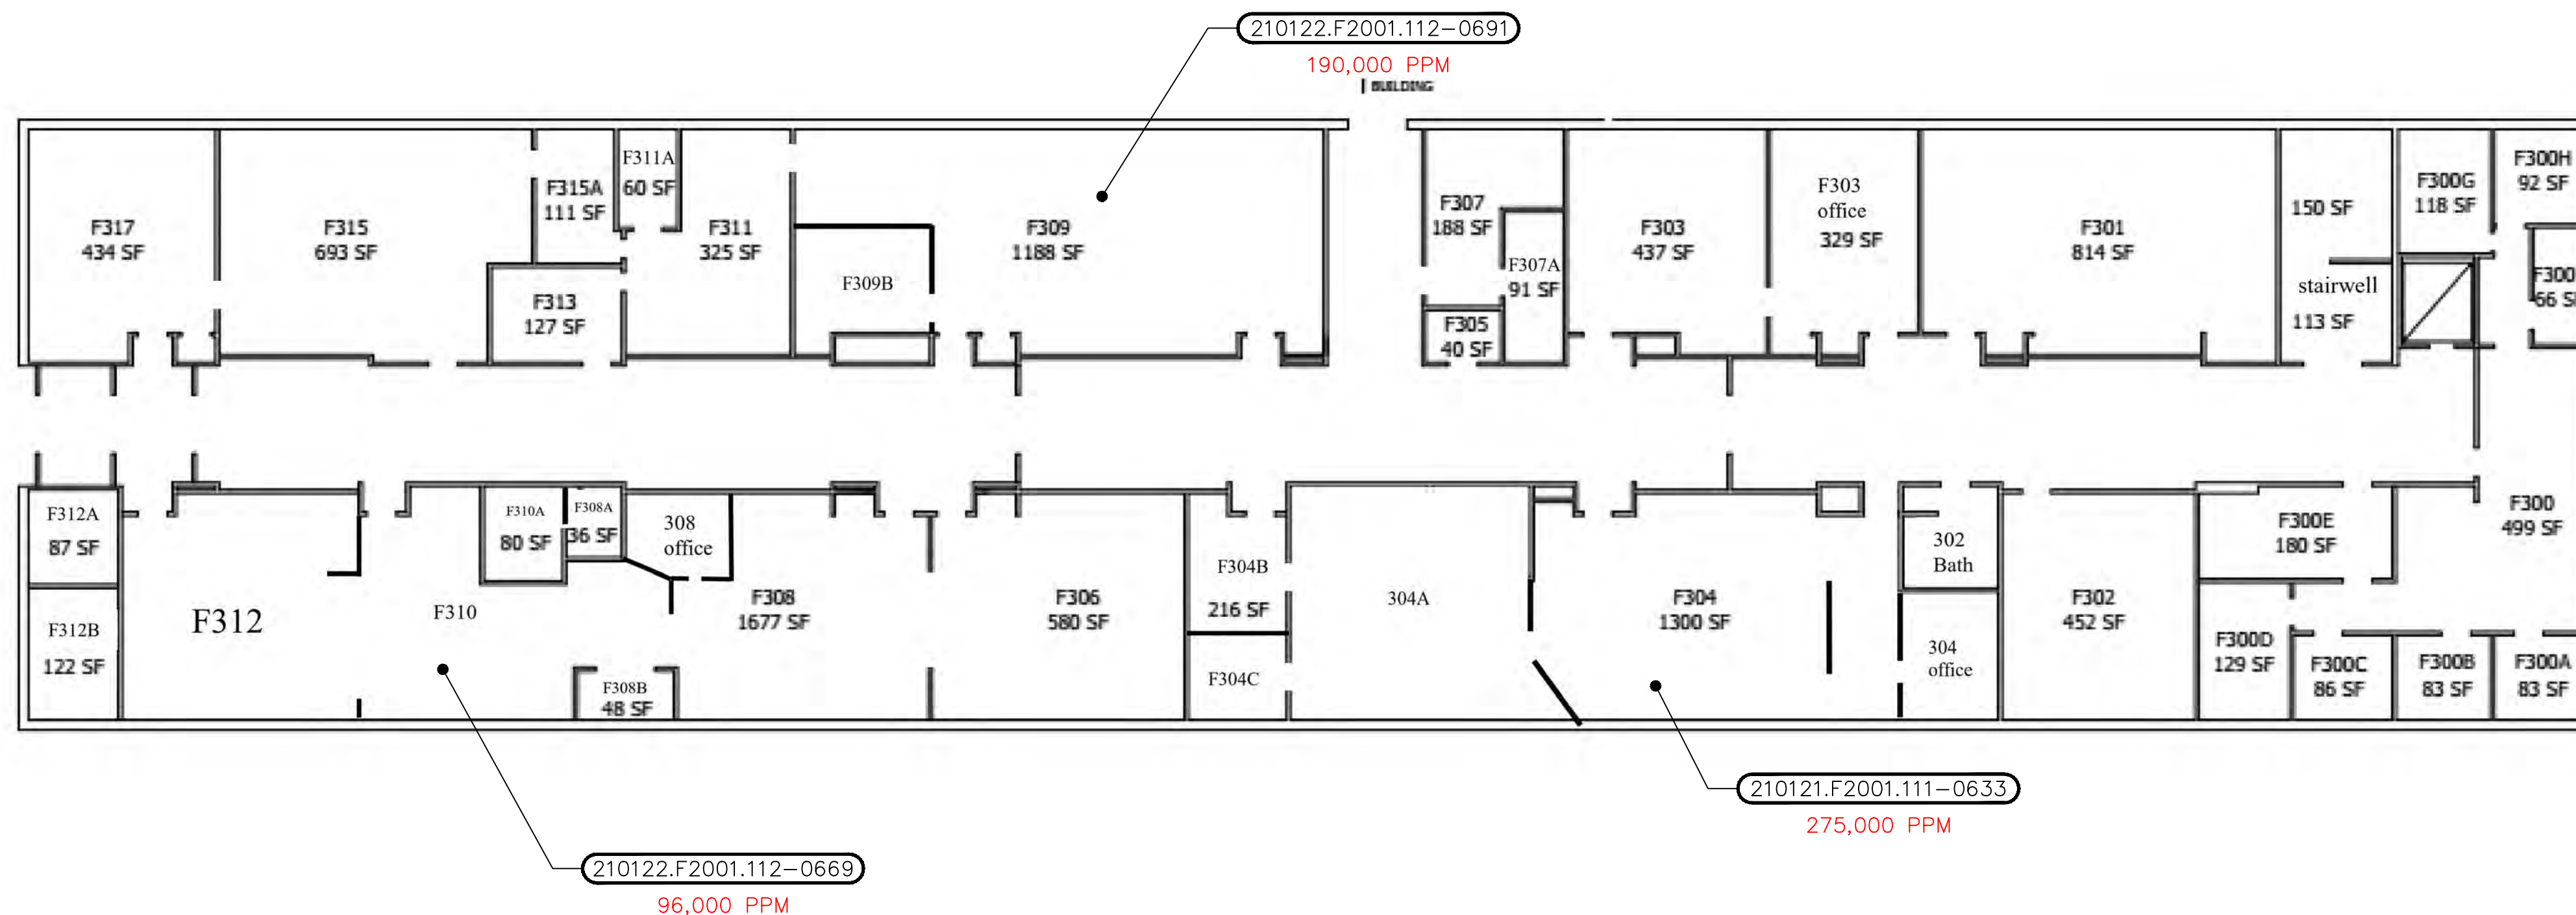 210122.F2001.112-0691
190,000 PPM
BUILDING
F317
434 SF
F315
693 SF
F315A
111 SF
F311A
60 SF
F311
325 SF
F313
127 SF
F309B
F309
1188 SF
F307
188 SF
F307A
91 SF
F305
40 SF
F303
437 SF
F303
office
329 SF
F301
814 SF
150 SF
stairwell
113 SF
F300G
118 SF
F300H
92 SF
F300
66 S
F312A
87 SF
F312B
122 SF
F312
F310
F310A
80 SF
F308A
36 SF
308
office
F308
1677 SF
F308B
48 SF
F306
580 SF
F304B
216 SF
F304C
304A
F304
1300 SF
302
Bath
304
office
F302
452 SF
F300E
180 SF
F300
499 SF
F300D
129 SF
F300C
86 SF
F300B
83 SF
F300A
83 SF
210121.F2001.111-0633
275,000 PPM
210122.F2001.112-0669
96,000 PPM